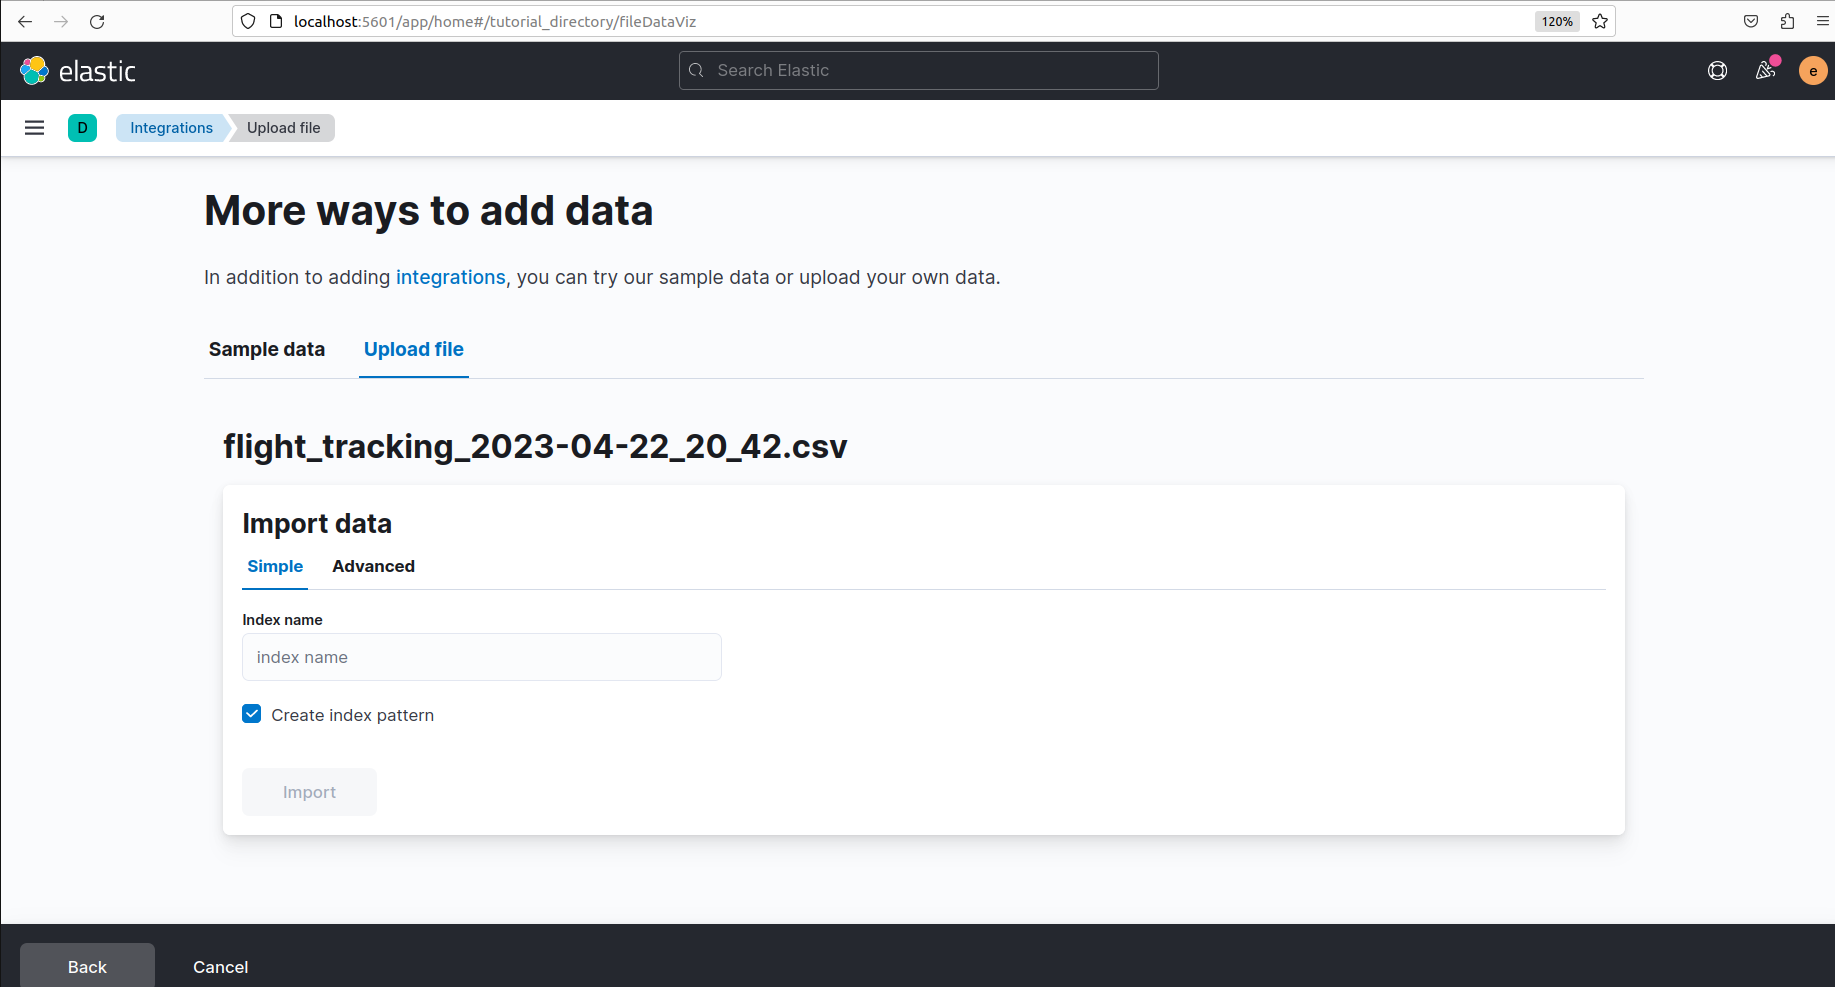 localhost:5601/app/home#/tutorial_directory/fileDataViz
120%
elastic
Search Elastic
e
D
Integrations
Upload file
More ways to add data
In addition to adding integrations, you can try our sample data or upload your own data.
Sample data
Upload file
flight_tracking_2023-04-22_20_42.csv
Import data
Simple
Advanced
Index name
index name
Create index pattern
Import
Back
Cancel